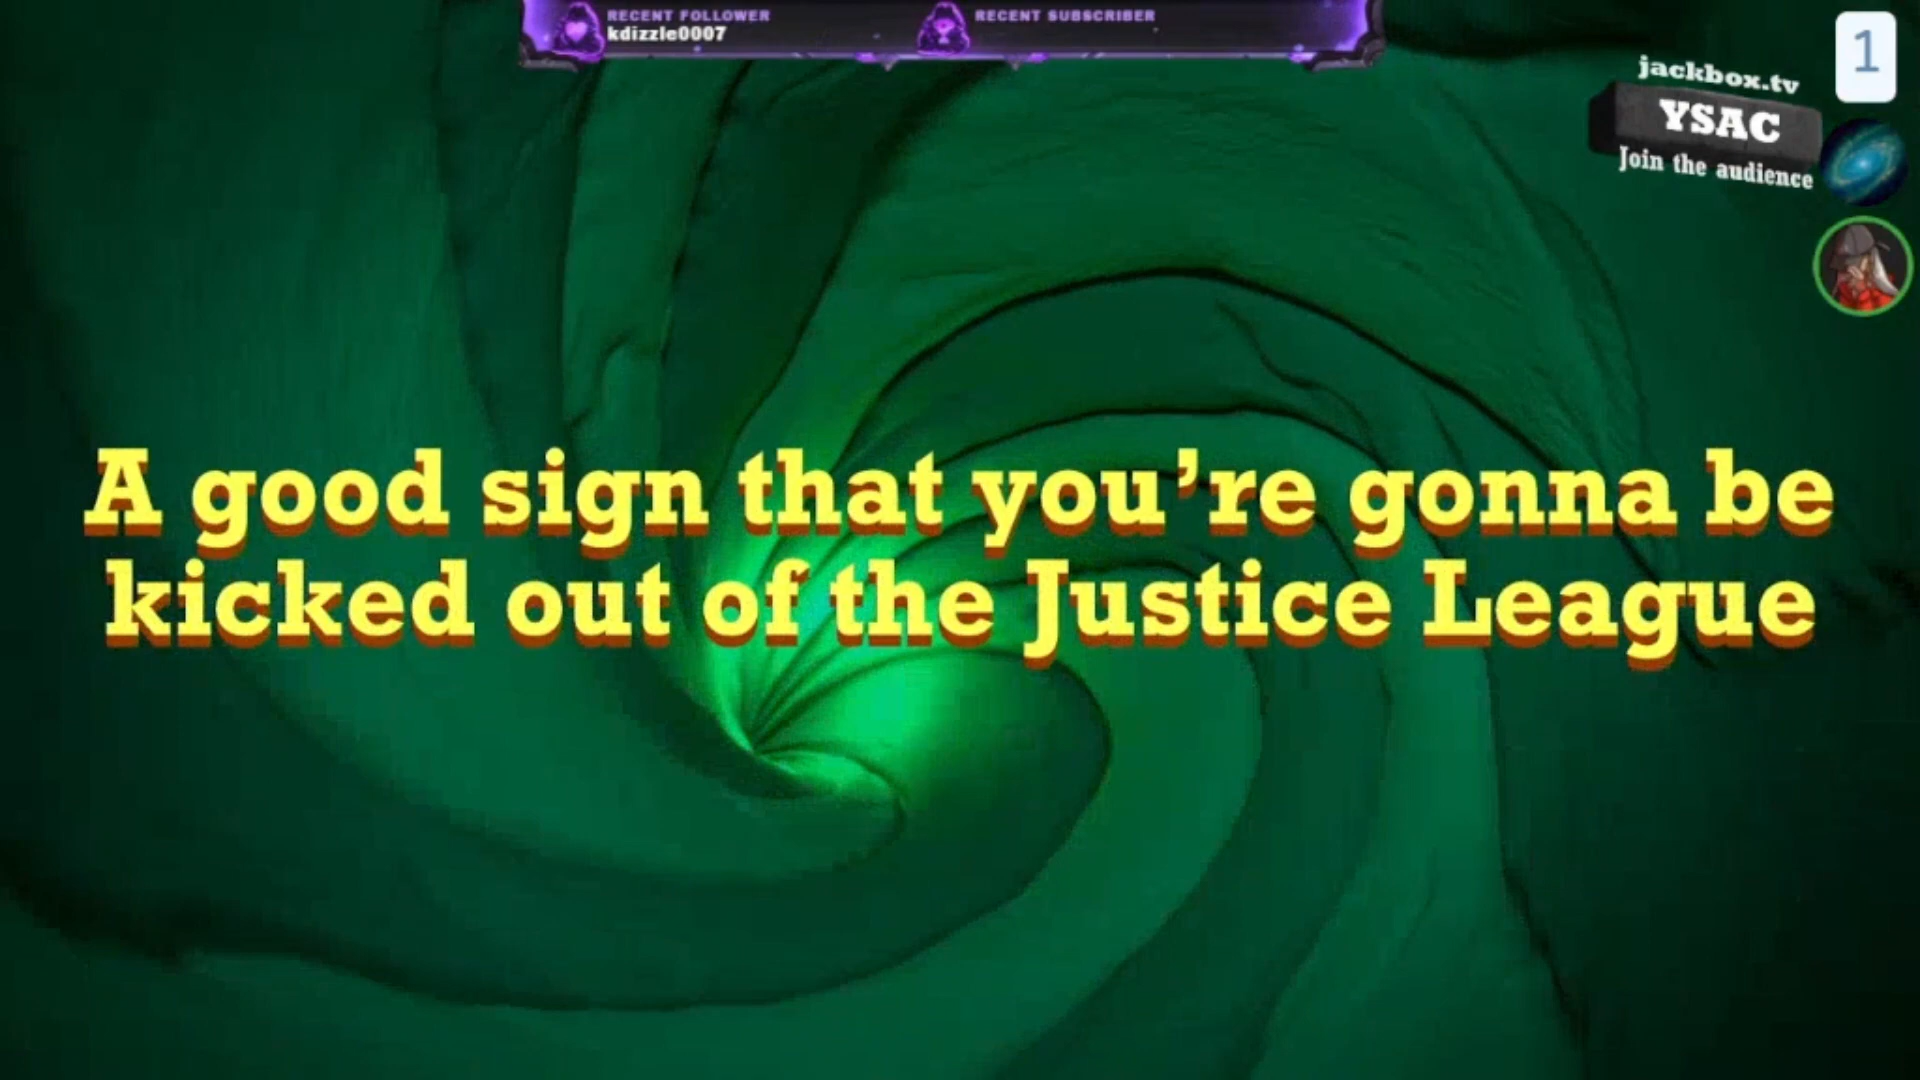 RECENT FOLLOWER
kdizzle0007
RECENT SUBSCRIBER
1
jackbox.tv
YSAC
Join the audience
A good sign that you’re gonna be
kicked out of the Justice League